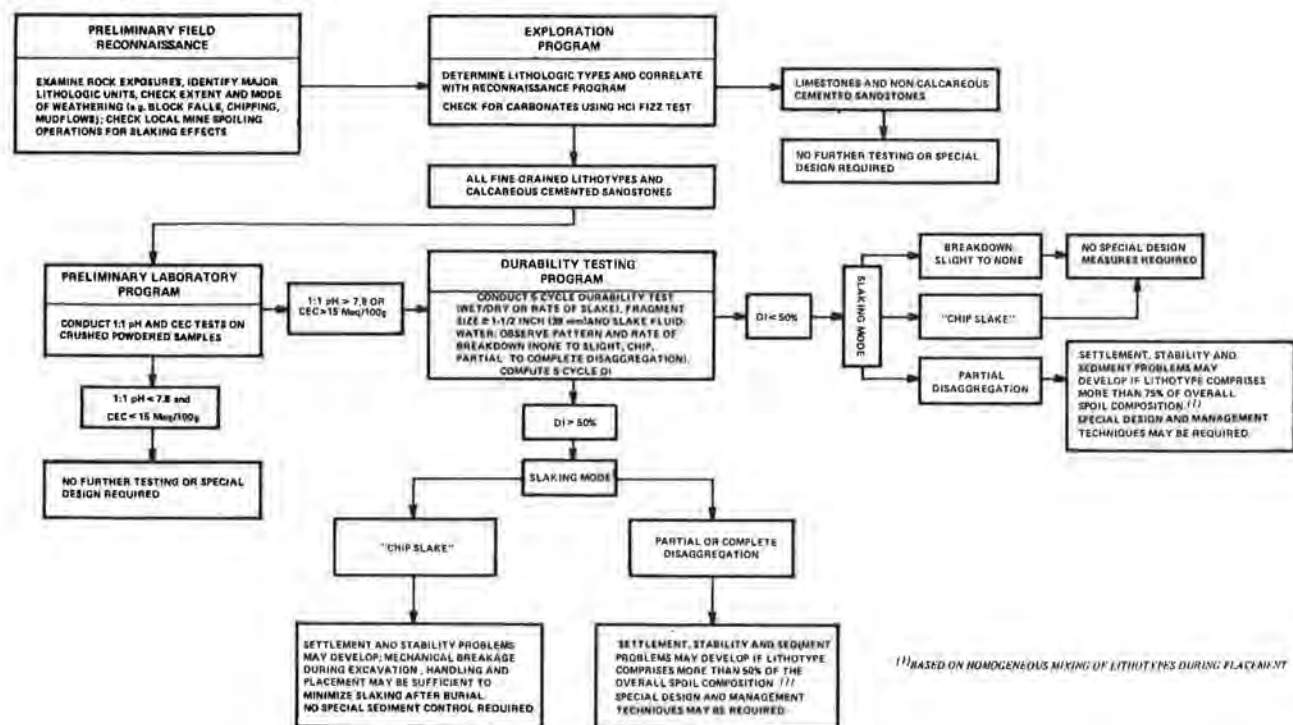 PRELIMINARY FIELD
RECONNAISSANCE
EXAMINE ROCK EXPOSURES, IDENTIFY MAJOR
LITHOLOGIC UNITS, CHECK EXTENT AND MODE
OF WEATHERING (e.g. BLOCK FALLS, CHIPPING,
MUDFLOWS); CHECK LOCAL MINE SPOILING
OPERATIONS FOR SLAKING EFFECTS
EXPLORATION
PROGRAM
DETERMINE LITHOLOGIC TYPES AND CORRELATE
WITH RECONNAISSANCE PROGRAM
CHECK FOR CARBONATES USING HCl FIZZ TEST
LIMESTONES AND NON CALCAREOUS
CEMENTED SANDSTONES
NO FURTHER TESTING OR SPECIAL
DESIGN REQUIRED
ALL FINE GRAINED LITHOTYPES AND
CALCAREOUS CEMENTED SANDSTONES
PRELIMINARY LABORATORY
PROGRAM
CONDUCT 1:1 pH AND CEC TESTS ON
CRUSHED POWDERED SAMPLES
1:1 pH > 7.8 OR
CEC > 15 Meq/100g
1:1 pH < 7.8 and
CEC < 15 Meq/100g
NO FURTHER TESTING OR SPECIAL
DESIGN REQUIRED
DURABILITY TESTING
PROGRAM
CONDUCT 5 CYCLE DURABILITY TEST
(WET/DRY OR RATE OF SLAKE), FRAGMENT
SIZE ≥ 1-1/2 INCH (38 mm) AND SLAKE FLUID:
WATER. OBSERVE PATTERN AND RATE OF
BREAKDOWN (NONE TO SLIGHT, CHIP,
PARTIAL TO COMPLETE DISAGGREGATION).
COMPUTE 5 CYCLE DI
DI < 50%
SLAKING MODE
BREAKDOWN
SLIGHT TO NONE
NO SPECIAL DESIGN
MEASURES REQUIRED
"CHIP SLAKE"
PARTIAL
DISAGGREGATION
SETTLEMENT, STABILITY AND
SEDIMENT PROBLEMS MAY
DEVELOP IF LITHOTYPE COMPRISES
MORE THAN 75% OF OVERALL
SPOIL COMPOSITION. (1)
SPECIAL DESIGN AND MANAGEMENT
TECHNIQUES MAY BE REQUIRED.
DI > 50%
SLAKING MODE
"CHIP SLAKE"
PARTIAL OR COMPLETE
DISAGGREGATION
SETTLEMENT AND STABILITY PROBLEMS
MAY DEVELOP; MECHANICAL BREAKAGE
DURING EXCAVATION, HANDLING AND
PLACEMENT MAY BE SUFFICIENT TO
MINIMIZE SLAKING AFTER BURIAL.
NO SPECIAL SEDIMENT CONTROL REQUIRED
SETTLEMENT, STABILITY AND SEDIMENT
PROBLEMS MAY DEVELOP IF LITHOTYPE
COMPRISES MORE THAN 50% OF THE
OVERALL SPOIL COMPOSITION (1)
SPECIAL DESIGN AND MANAGEMENT
TECHNIQUES MAY BE REQUIRED.
(1) BASED ON HOMOGENEOUS MIXING OF LITHOTYPES DURING PLACEMENT